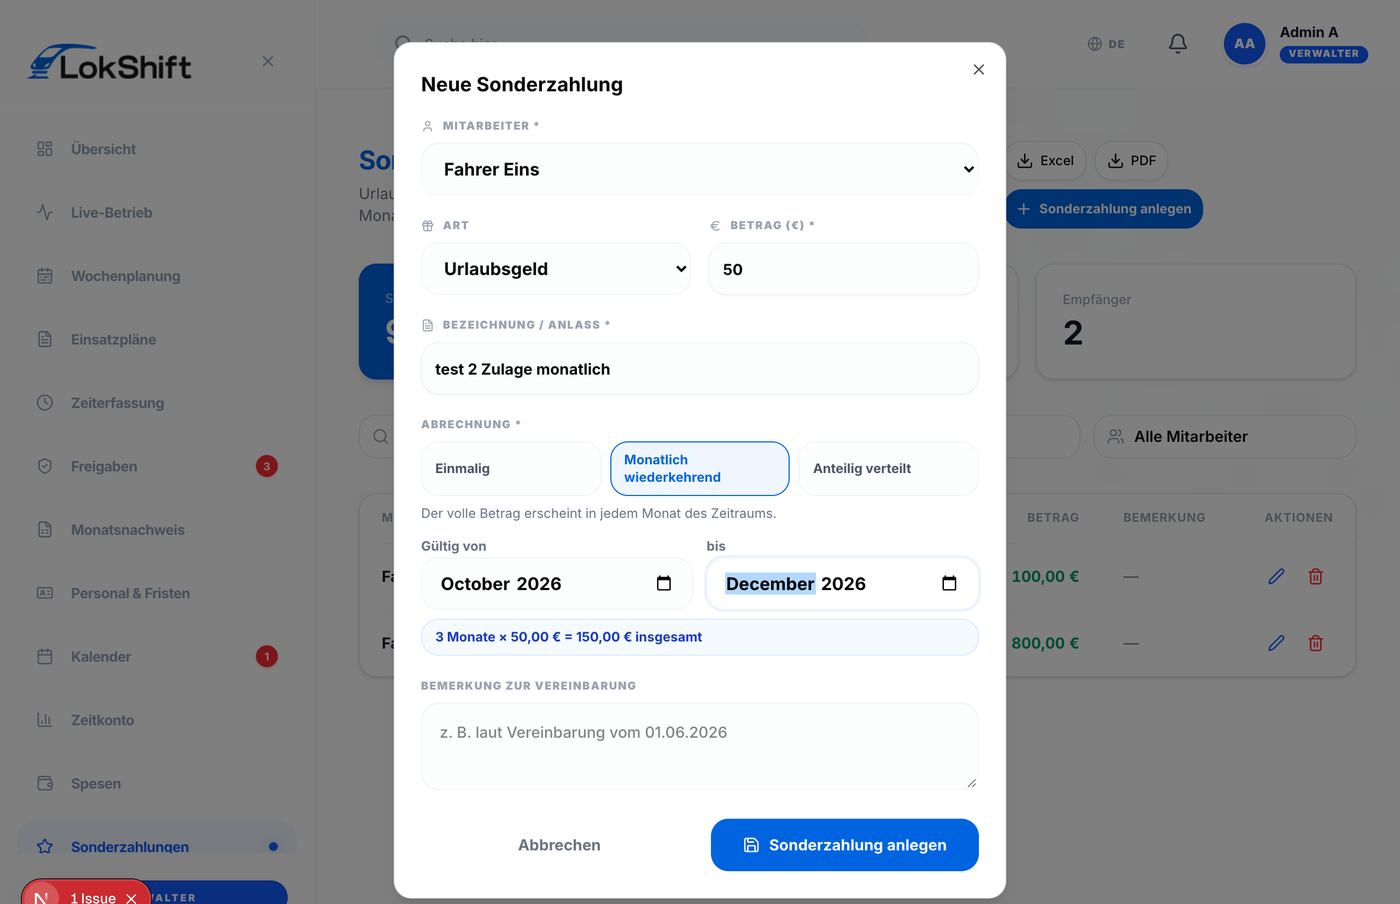 LokShift
DE
AA
Admin A
VERWALTER
Übersicht
Live-Betrieb
Wochenplanung
Einsatzpläne
Zeiterfassung
Freigaben
3
Monatsnachweis
Personal & Fristen
Kalender
1
Zeitkonto
Spesen
Sonderzahlungen
1 Issue
Excel
PDF
Sonderzahlung anlegen
Empfänger
2
Alle Mitarbeiter
BETRAG
BEMERKUNG
AKTIONEN
100,00 €
—
800,00 €
—
Neue Sonderzahlung
MITARBEITER *
Fahrer Eins
ART
BETRAG (€) *
Urlaubsgeld
50
BEZEICHNUNG / ANLASS *
test 2 Zulage monatlich
ABRECHNUNG *
Einmalig
Monatlich
wiederkehrend
Anteilig verteilt
Der volle Betrag erscheint in jedem Monat des Zeitraums.
Gültig von
bis
October 2026
December 2026
3 Monate × 50,00 € = 150,00 € insgesamt
BEMERKUNG ZUR VEREINBARUNG
z. B. laut Vereinbarung vom 01.06.2026
Abbrechen
Sonderzahlung anlegen